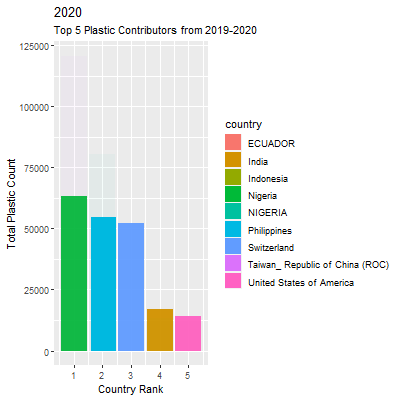 2020
Top 5 Plastic Contributors from 2019-2020
125000
100000
75000
50000
25000
0
Total Plastic Count
1 2 3 4 5
Country Rank
country
ECUADOR
India
Indonesia
Nigeria
NIGERIA
Philippines
Switzerland
Taiwan_ Republic of China (ROC)
United States of America